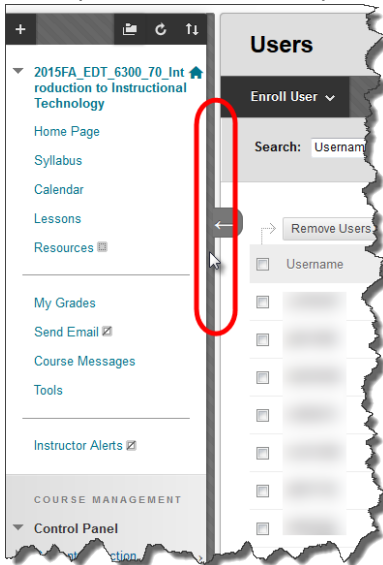 Users
2015FA_EDT_6300_70_Int
roduction to Instructional
Technology
Home Page
Syllabus
Calendar
Lessons
Resources
My Grades
Send Email
Course Messages
Tools
Instructor Alerts
COURSE MANAGEMENT
Control Panel
Enroll User
Search: Usernam
Remove Users
Username